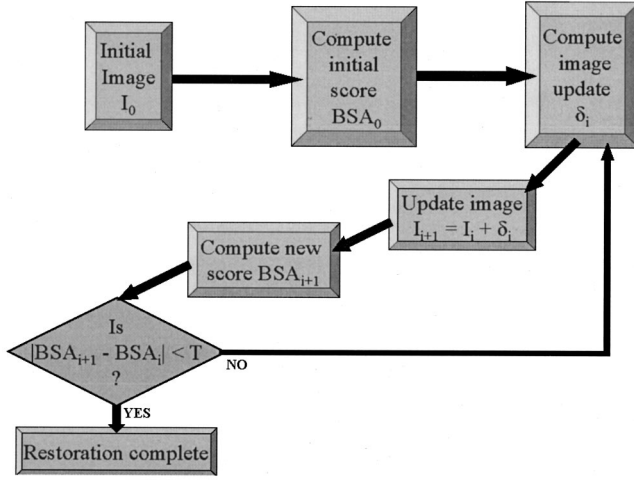 Initial
Image
I₀
Compute
initial
score
BSA₀
Compute
image
update
δᵢ
Update image
Iᵢ₊₁ = Iᵢ + δᵢ
Compute new
score BSAᵢ₊₁
Is
|BSAᵢ₊₁ - BSAᵢ| < T
?
NO
YES
Restoration complete